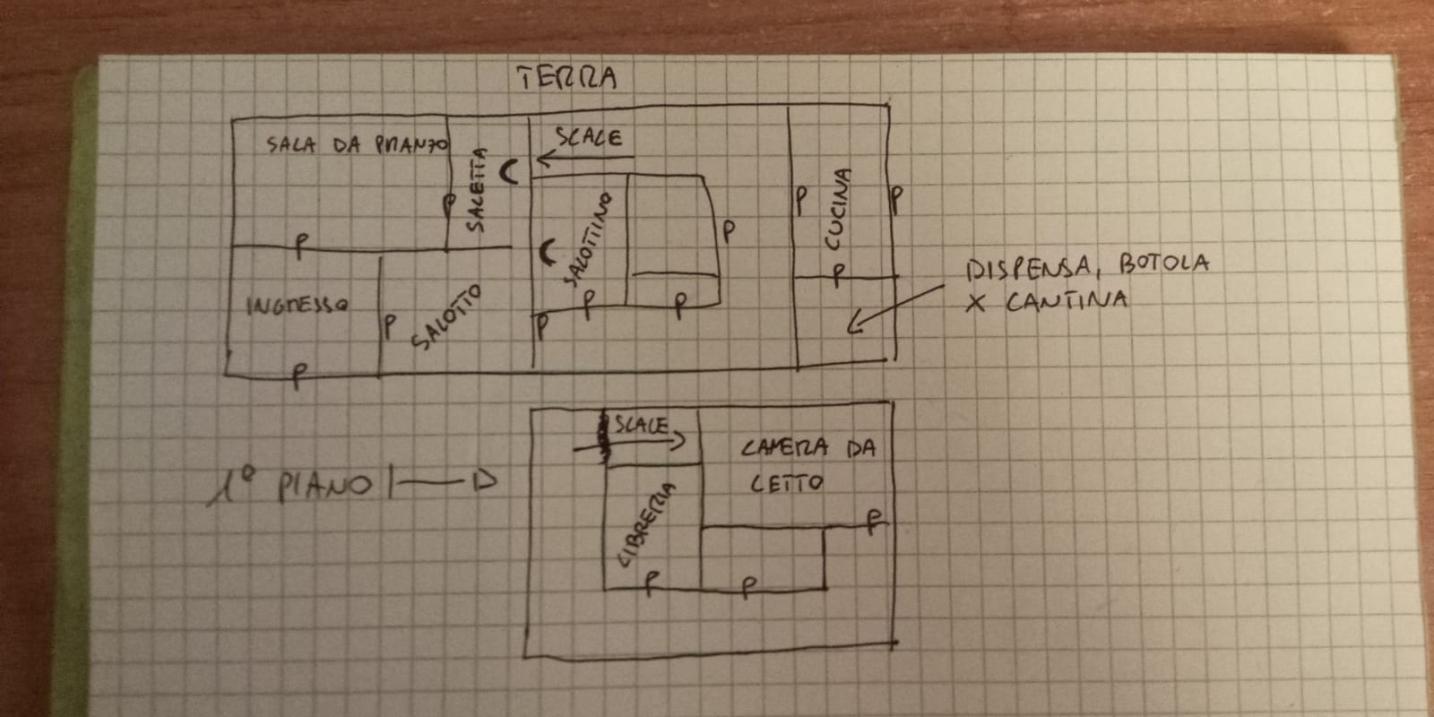 TERRA
SALA DA PRANZO
SALETTA
C
SCALE
P
P
P
CUCINA
P
P
C
SALOTTINO
P
P
P
INGRESSO
P
SALOTTO
P
P
DISPENSA, BOTOLA
X CANTINA
SCALE
CAMERA DA
LETTO
1° PIANO
LIBRERIA
P
P
P